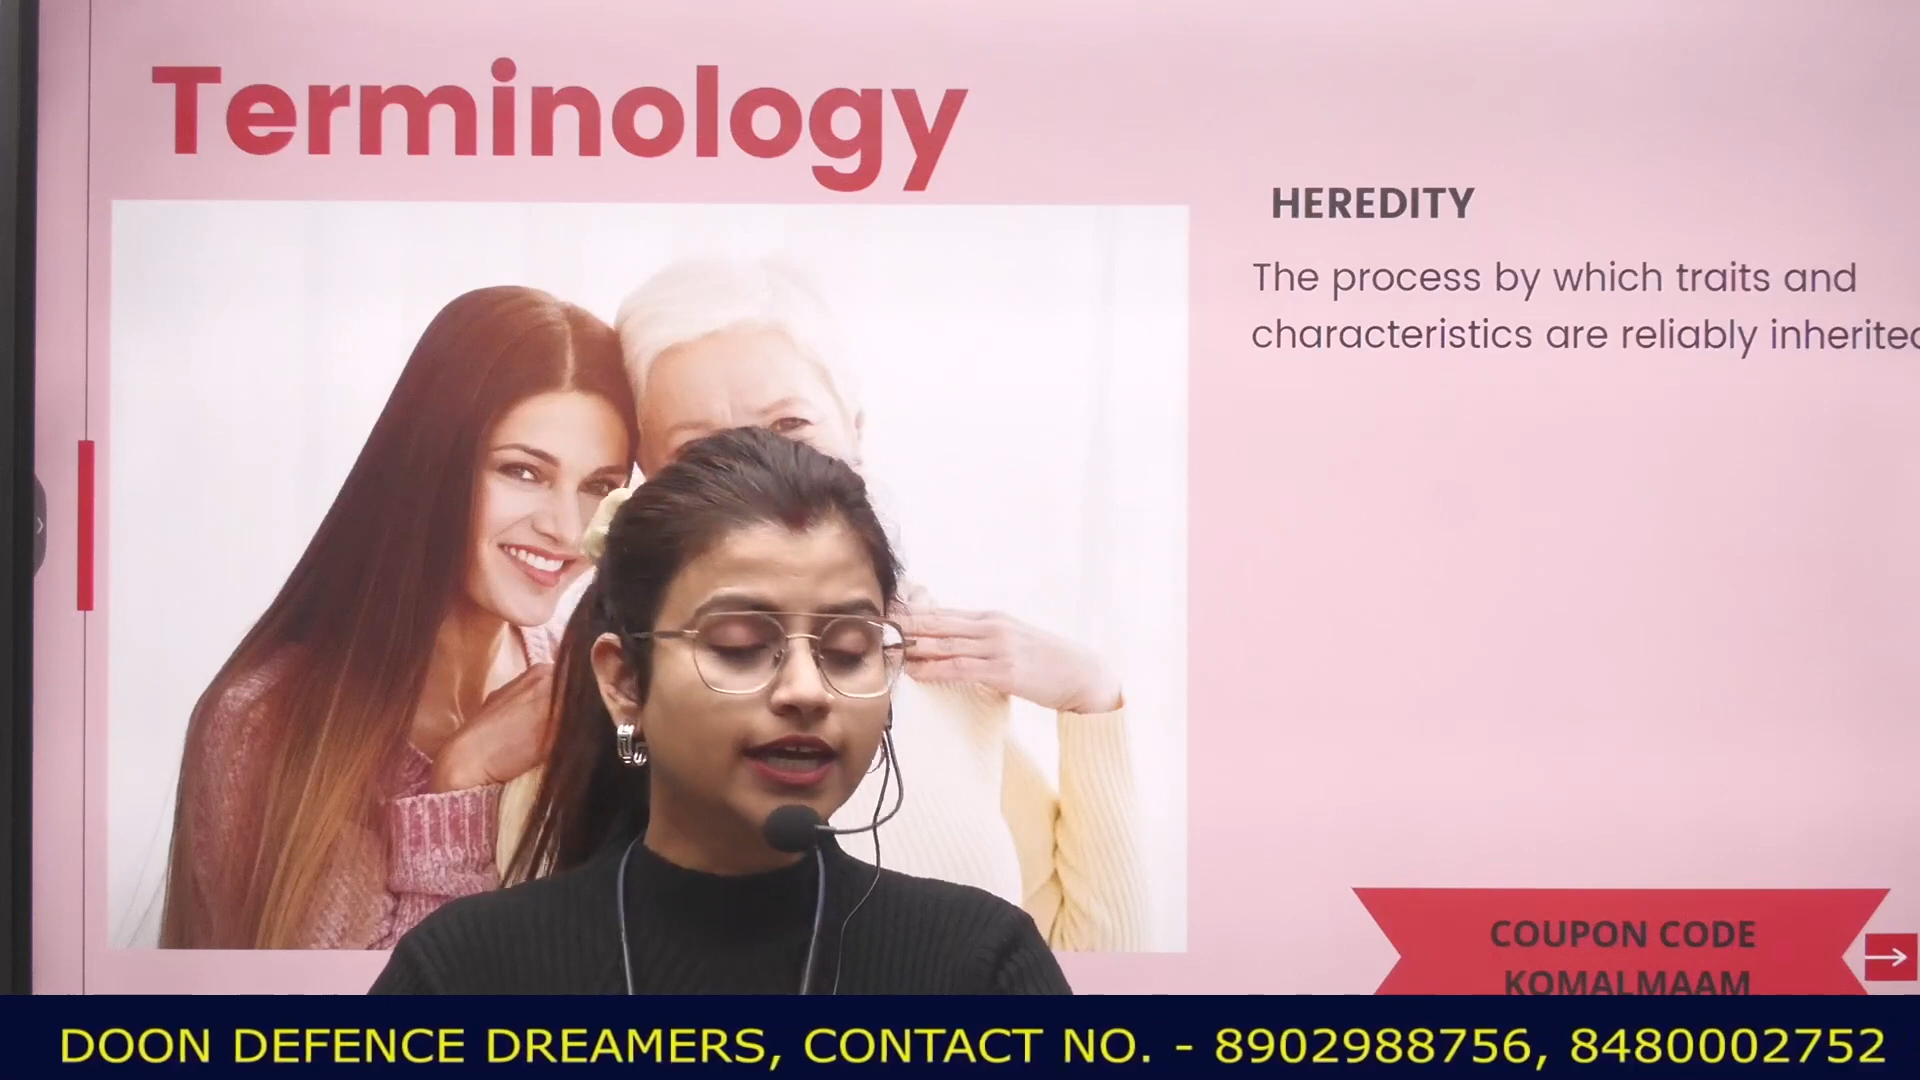 Terminology
HEREDITY
The process by which traits and
characteristics are reliably inherited
COUPON CODE
KOMALMAAM
DOON DEFENCE DREAMERS, CONTACT NO. - 8902988756, 8480002752